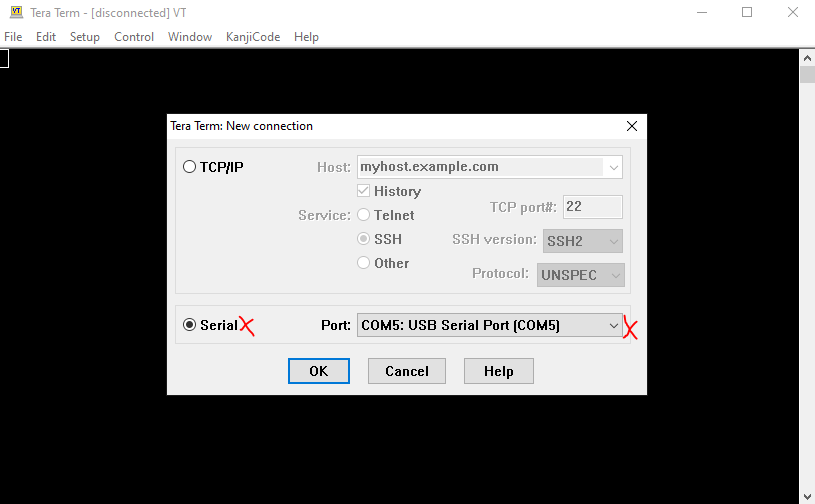 Tera Term - [disconnected] VT
File Edit Setup Control Window KanjiCode Help
Tera Term: New connection
TCP/IP Host: myhost.example.com
History
Service: Telnet TCP port#: 22
SSH SSH version: SSH2
Other Protocol: UNSPEC
Serial Port: COM5: USB Serial Port (COM5)
OK Cancel Help